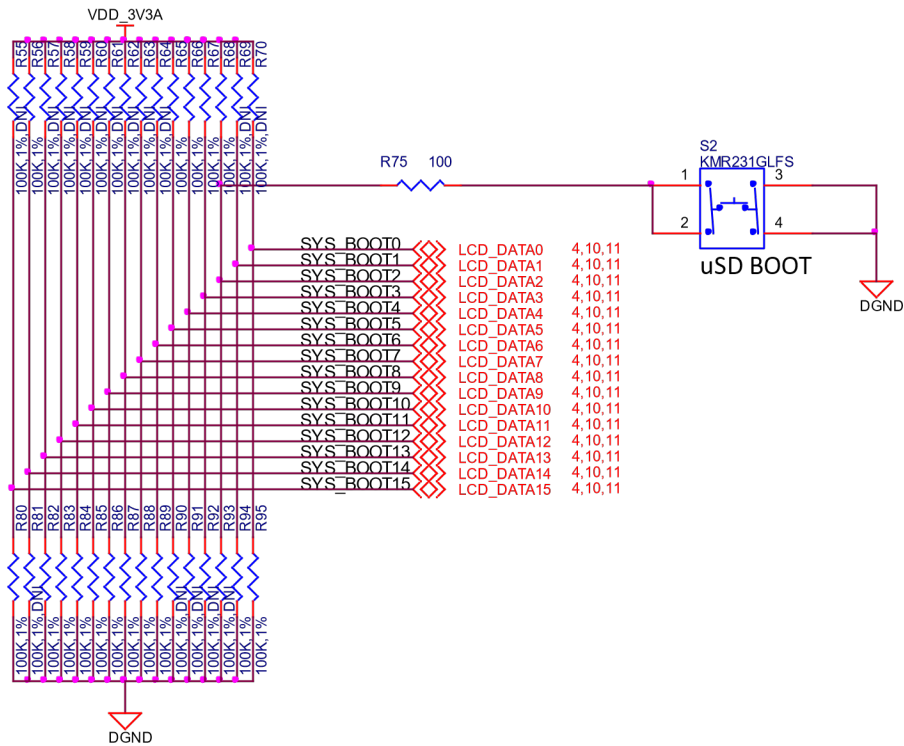 VDD_3V3A
R55 R56 R57 R58 R59 R60 R61 R62 R63 R64 R65 R66 R67 R68 R69 R70
100K,1%,DNI 100K,1% 100K,1%,DNI 100K,1%,DNI 100K,1%,DNI 100K,1%,DNI 100K,1%,DNI 100K,1%,DNI 100K,1%,DNI 100K,1%,DNI 100K,1% 100K,1% 100K,1% 100K,1% 100K,1%,DNI 100K,1%,DNI
R75 100
S2
KMR231GLFS
1 3
2 4
uSD BOOT
DGND
SYS_BOOT0 LCD_DATA0 4,10,11
SYS_BOOT1 LCD_DATA1 4,10,11
SYS_BOOT2 LCD_DATA2 4,10,11
SYS_BOOT3 LCD_DATA3 4,10,11
SYS_BOOT4 LCD_DATA4 4,10,11
SYS_BOOT5 LCD_DATA5 4,10,11
SYS_BOOT6 LCD_DATA6 4,10,11
SYS_BOOT7 LCD_DATA7 4,10,11
SYS_BOOT8 LCD_DATA8 4,10,11
SYS_BOOT9 LCD_DATA9 4,10,11
SYS_BOOT10 LCD_DATA10 4,10,11
SYS_BOOT11 LCD_DATA11 4,10,11
SYS_BOOT12 LCD_DATA12 4,10,11
SYS_BOOT13 LCD_DATA13 4,10,11
SYS_BOOT14 LCD_DATA14 4,10,11
SYS_BOOT15 LCD_DATA15 4,10,11
R80 R81 R82 R83 R84 R85 R86 R87 R88 R89 R90 R91 R92 R93 R94 R95
100K,1% 100K,1%,DNI 100K,1% 100K,1% 100K,1% 100K,1% 100K,1% 100K,1% 100K,1% 100K,1% 100K,1%,DNI 100K,1%,DNI 100K,1%,DNI 100K,1%,DNI 100K,1% 100K,1%
DGND